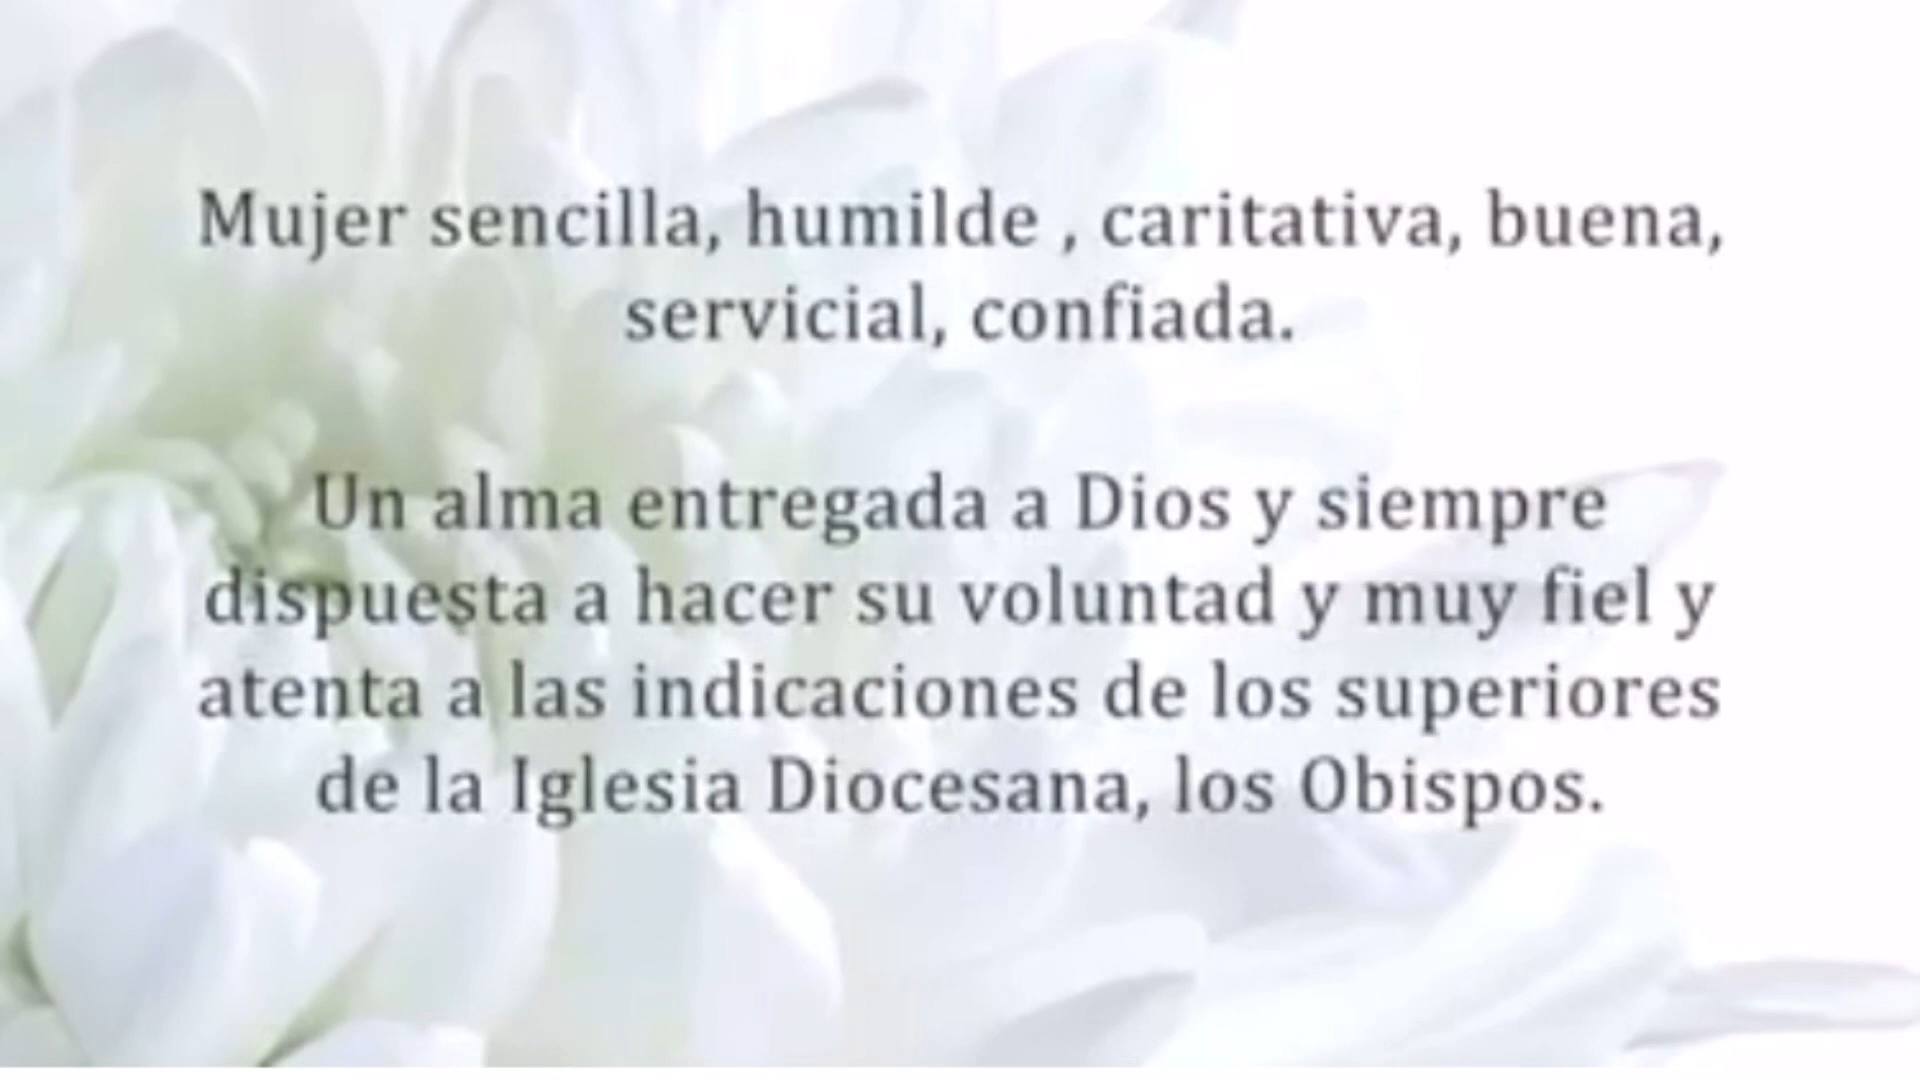 Mujer sencilla, humilde , caritativa, buena,
servicial, confiada.
Un alma entregada a Dios y siempre
dispuesta a hacer su voluntad y muy fiel y
atenta a las indicaciones de los superiores
de la Iglesia Diocesana, los Obispos.